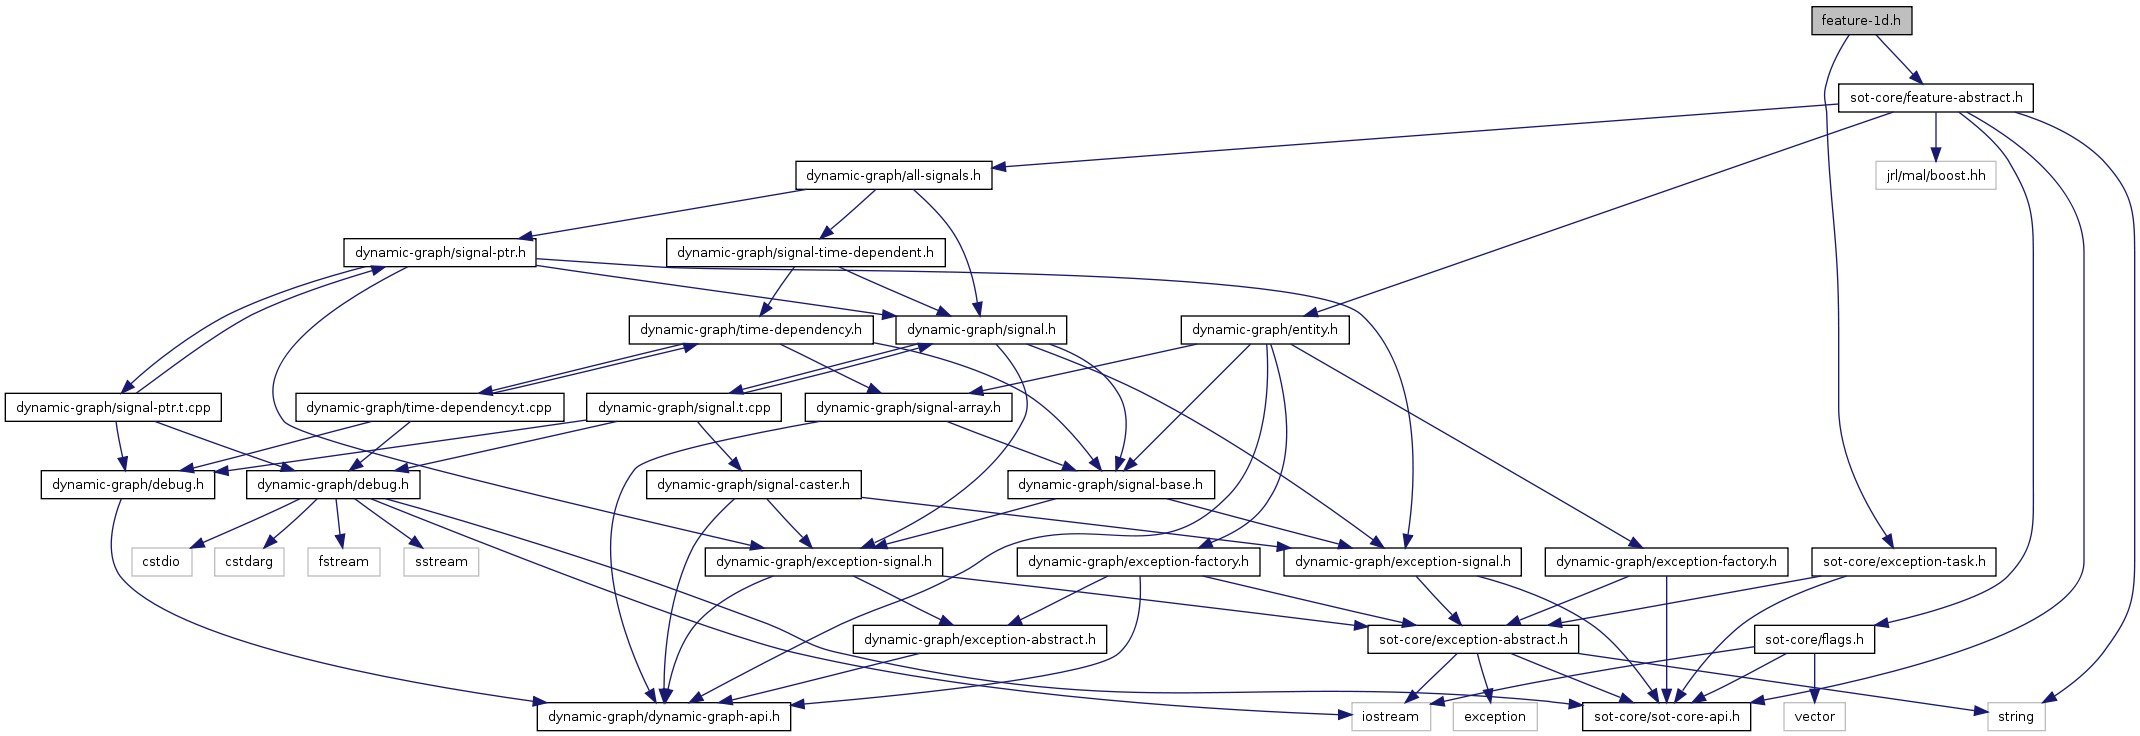 feature-1d.h
sot-core/feature-abstract.h
dynamic-graph/all-signals.h
jrl/mal/boost.hh
dynamic-graph/signal-ptr.h
dynamic-graph/signal-time-dependent.h
dynamic-graph/time-dependency.h
dynamic-graph/signal.h
dynamic-graph/entity.h
dynamic-graph/signal-ptr.t.cpp
dynamic-graph/time-dependency.t.cpp
dynamic-graph/signal.t.cpp
dynamic-graph/signal-array.h
dynamic-graph/debug.h
dynamic-graph/debug.h
dynamic-graph/signal-caster.h
dynamic-graph/signal-base.h
cstdio
cstdarg
fstream
sstream
dynamic-graph/exception-signal.h
dynamic-graph/exception-factory.h
dynamic-graph/exception-signal.h
dynamic-graph/exception-factory.h
sot-core/exception-task.h
dynamic-graph/exception-abstract.h
sot-core/exception-abstract.h
sot-core/flags.h
dynamic-graph/dynamic-graph-api.h
iostream
exception
sot-core/sot-core-api.h
vector
string